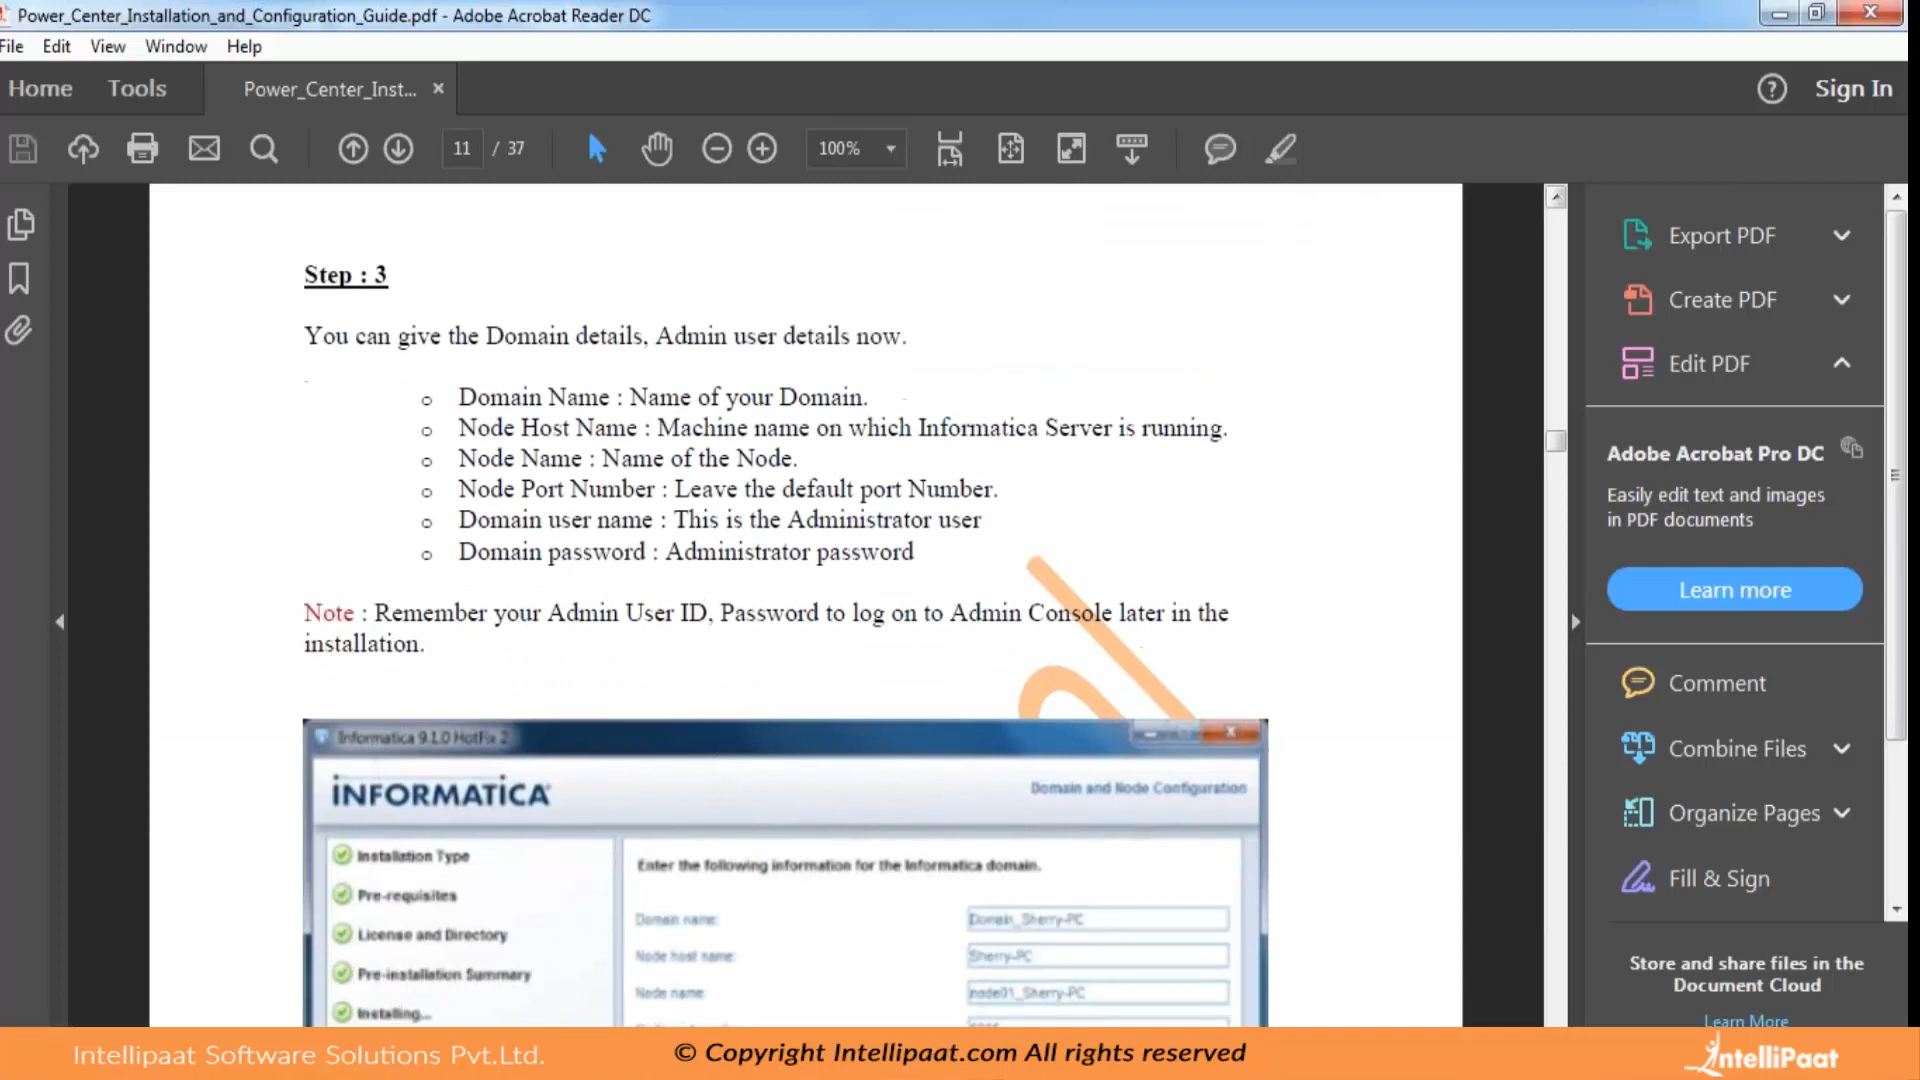 Power_Center_Installation_and_Configuration_Guide.pdf - Adobe Acrobat Reader DC
File Edit View Window Help
Home Tools Power_Center_Inst... Sign In
11 / 37 100%
Step : 3
You can give the Domain details, Admin user details now.
Domain Name : Name of your Domain.
Node Host Name : Machine name on which Informatica Server is running.
Node Name : Name of the Node.
Node Port Number : Leave the default port Number.
Domain user name : This is the Administrator user
Domain password : Administrator password
Note : Remember your Admin User ID, Password to log on to Admin Console later in the
installation.
Informatica 9.1.0 HotFix 2
INFORMATICA
Domain and Node Configuration
Installation Type
Pre-requisites
License and Directory
Pre-installation Summary
Installing...
Enter the following information for the Informatica domain.
Domain name: Domain_Sherry-PC
Node host name: Sherry-PC
Node name: node01_Sherry-PC
Export PDF
Create PDF
Edit PDF
Adobe Acrobat Pro DC
Easily edit text and images
in PDF documents
Learn more
Comment
Combine Files
Organize Pages
Fill & Sign
Store and share files in the
Document Cloud
Learn More
Intellipaat Software Solutions Pvt.Ltd.
© Copyright Intellipaat.com All rights reserved
IntelliPaat